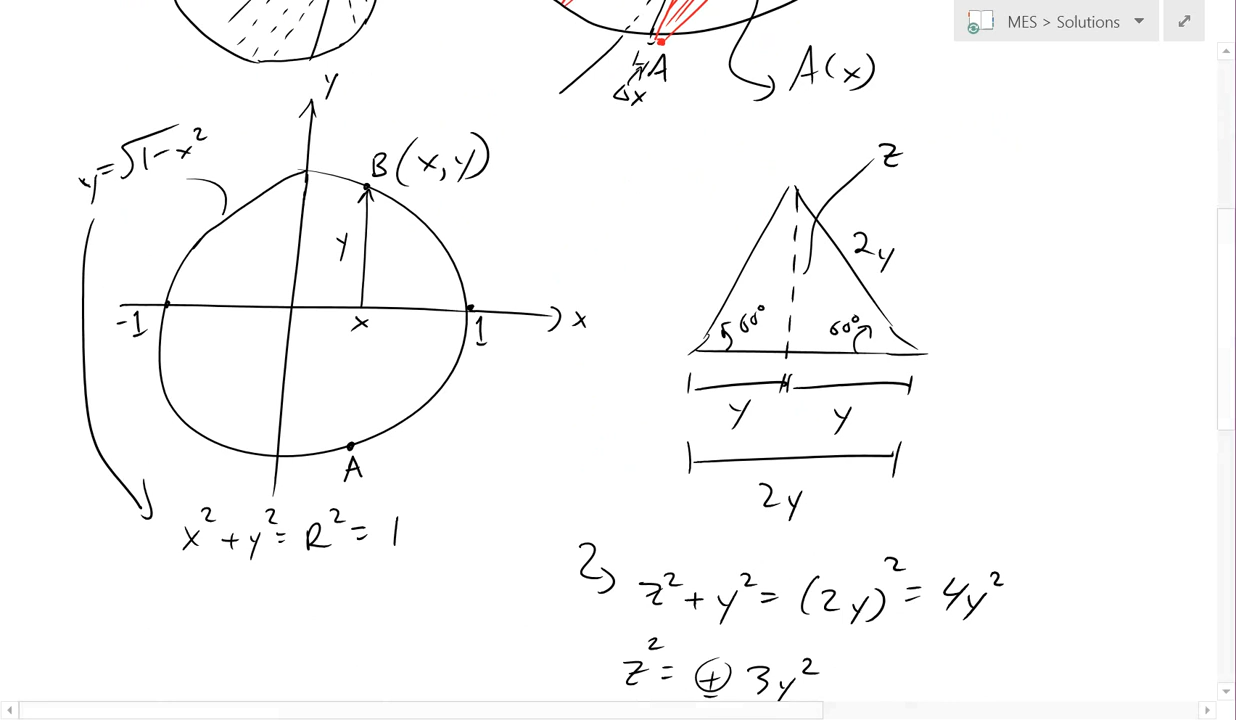 MES > Solutions
A
Δx
A(x)
y
y = √1-x²
B(x,y)
y
-1
x
1
x
A
x² + y² = R² = 1
z
2y
60°
60°
y
y
2y
z² + y² = (2y)² = 4y²
z² = + 3y²